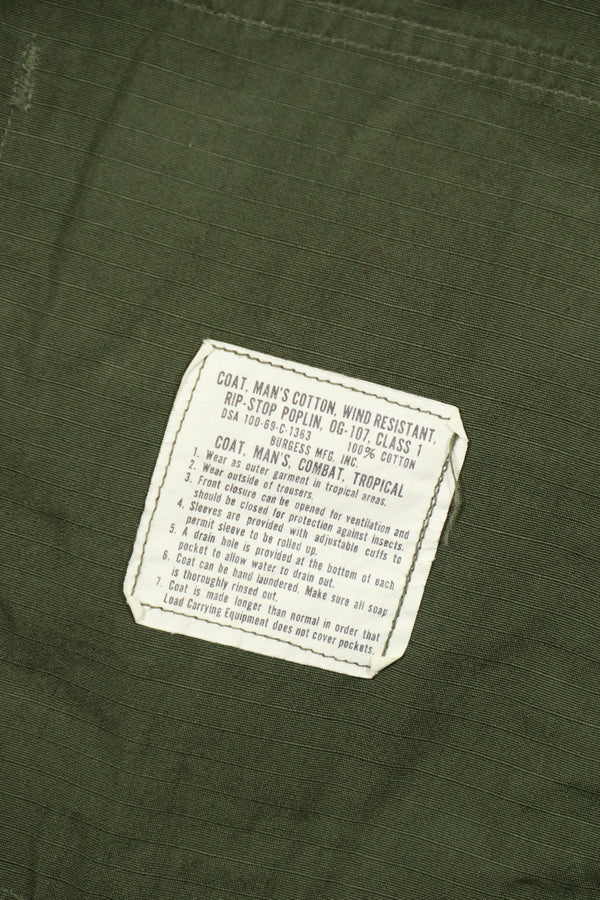 COAT, MAN'S COTTON, WIND RESISTANT,
RIP-STOP POPLIN, OG-107, CLASS 1
DSA 100-69-C-1363 100% COTTON
BURGESS MFG. INC.
COAT, MAN'S, COMBAT, TROPICAL
1. Wear as outer garment in tropical areas.
2. Wear outside of trousers.
3. Front closure can be opened for ventilation and
should be closed for protection against insects.
4. Sleeves are provided with adjustable cuffs to
permit sleeve to be rolled up.
5. A drain hole is provided at the bottom of each
pocket to allow water to drain out.
6. Coat can be hand laundered. Make sure all soap
is thoroughly rinsed out.
7. Coat is made longer than normal in order that
Load Carrying Equipment does not cover pockets.